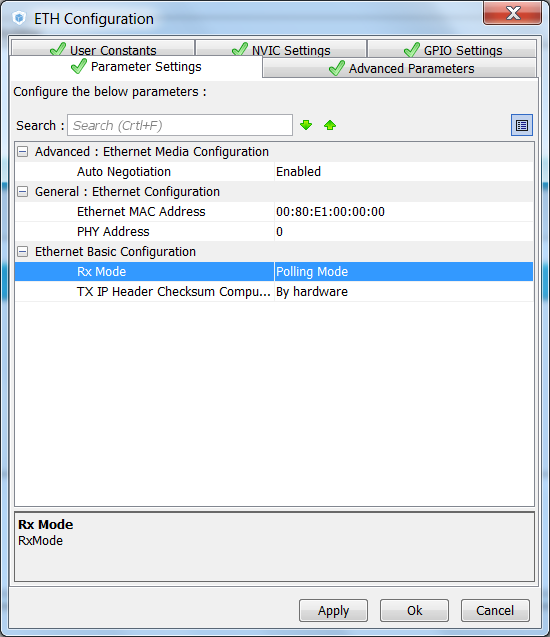 ETH Configuration
User Constants
NVIC Settings
GPIO Settings
Parameter Settings
Advanced Parameters
Configure the below parameters :
Search : Search (Crtl+F)
Advanced : Ethernet Media Configuration
Auto Negotiation Enabled
General : Ethernet Configuration
Ethernet MAC Address 00:80:E1:00:00:00
PHY Address 0
Ethernet Basic Configuration
Rx Mode Polling Mode
TX IP Header Checksum Compu... By hardware
Rx Mode
RxMode
Apply Ok Cancel